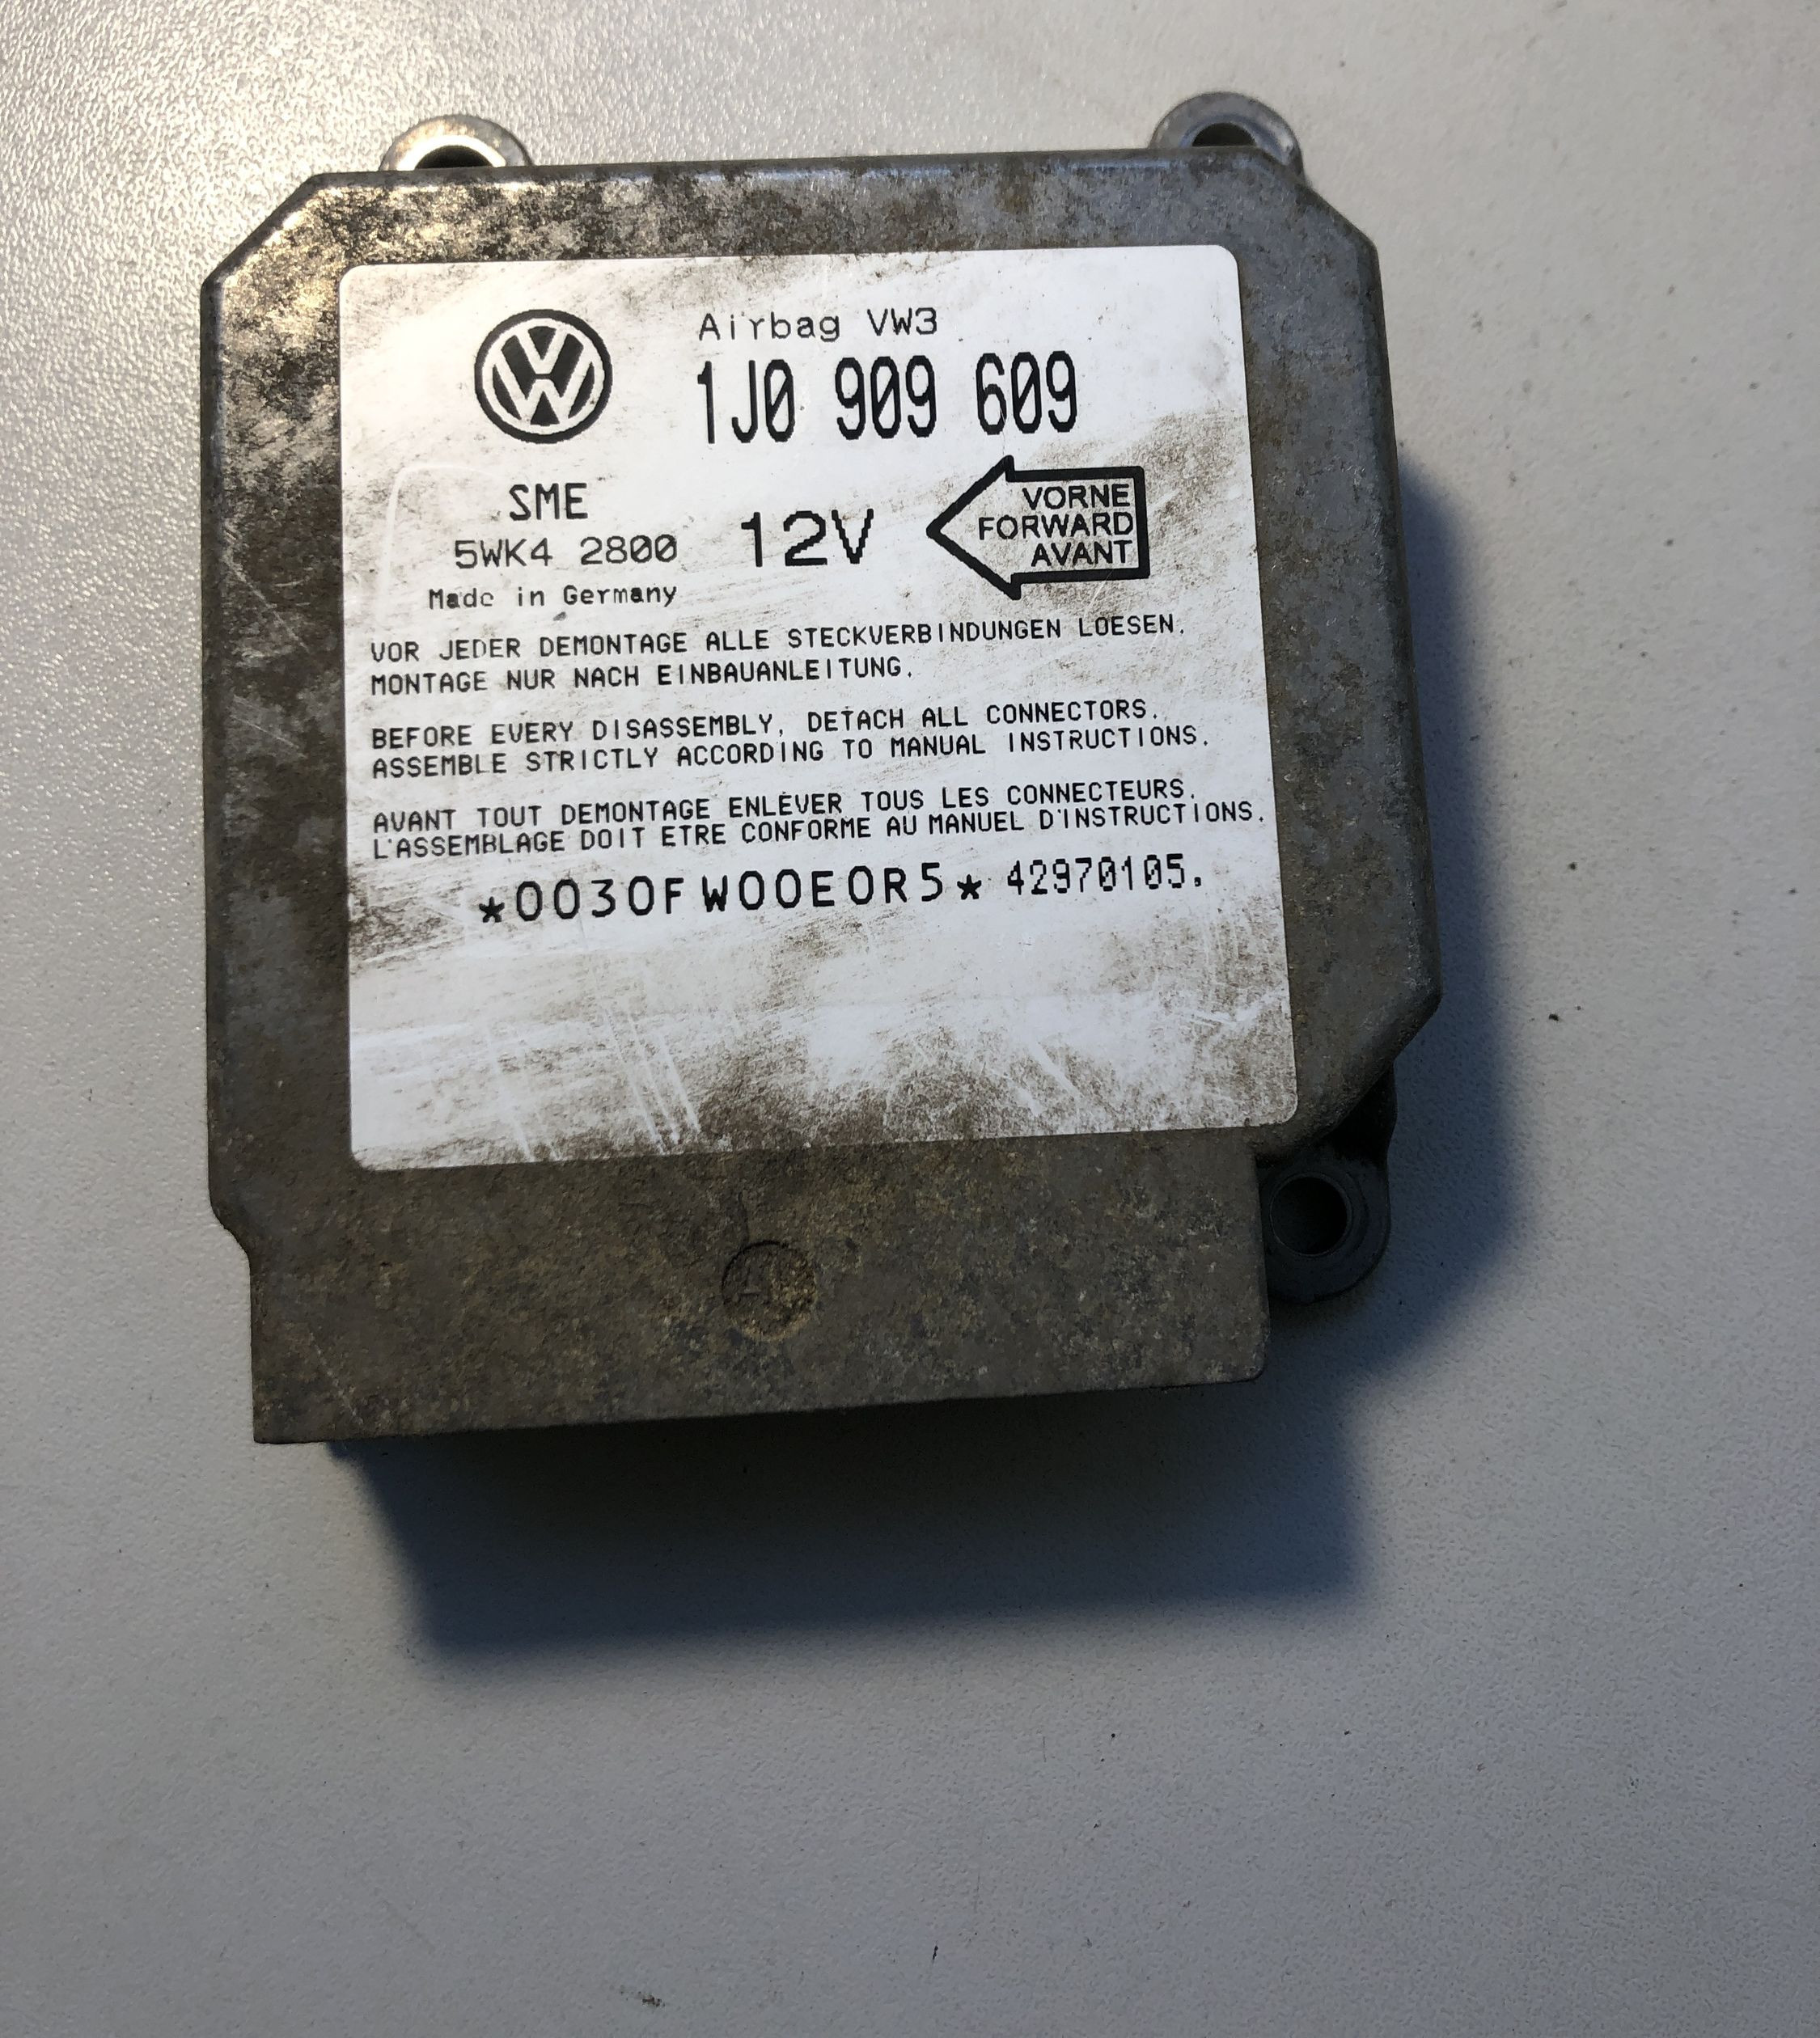 Airbag VW3
1J0 909 609
SME
5WK4 2800
Made in Germany
12V
VORNE
FORWARD
AVANT
VOR JEDER DEMONTAGE ALLE STECKVERBINDUNGEN LOESEN.
MONTAGE NUR NACH EINBAUANLEITUNG.
BEFORE EVERY DISASSEMBLY, DETACH ALL CONNECTORS.
ASSEMBLE STRICTLY ACCORDING TO MANUAL INSTRUCTIONS.
AVANT TOUT DEMONTAGE ENLEVER TOUS LES CONNECTEURS.
L'ASSEMBLAGE DOIT ETRE CONFORME AU MANUEL D'INSTRUCTIONS.
*0030FW00E0R5* 42970105.